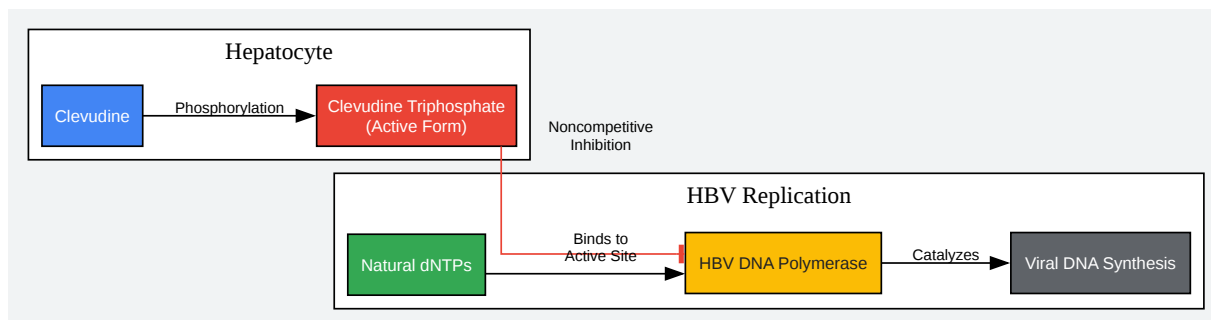 Hepatocyte
Clevudine
Phosphorylation
Clevudine Triphosphate
(Active Form)
Noncompetitive
Inhibition
HBV Replication
Natural dNTPs
Binds to
Active Site
HBV DNA Polymerase
Catalyzes
Viral DNA Synthesis